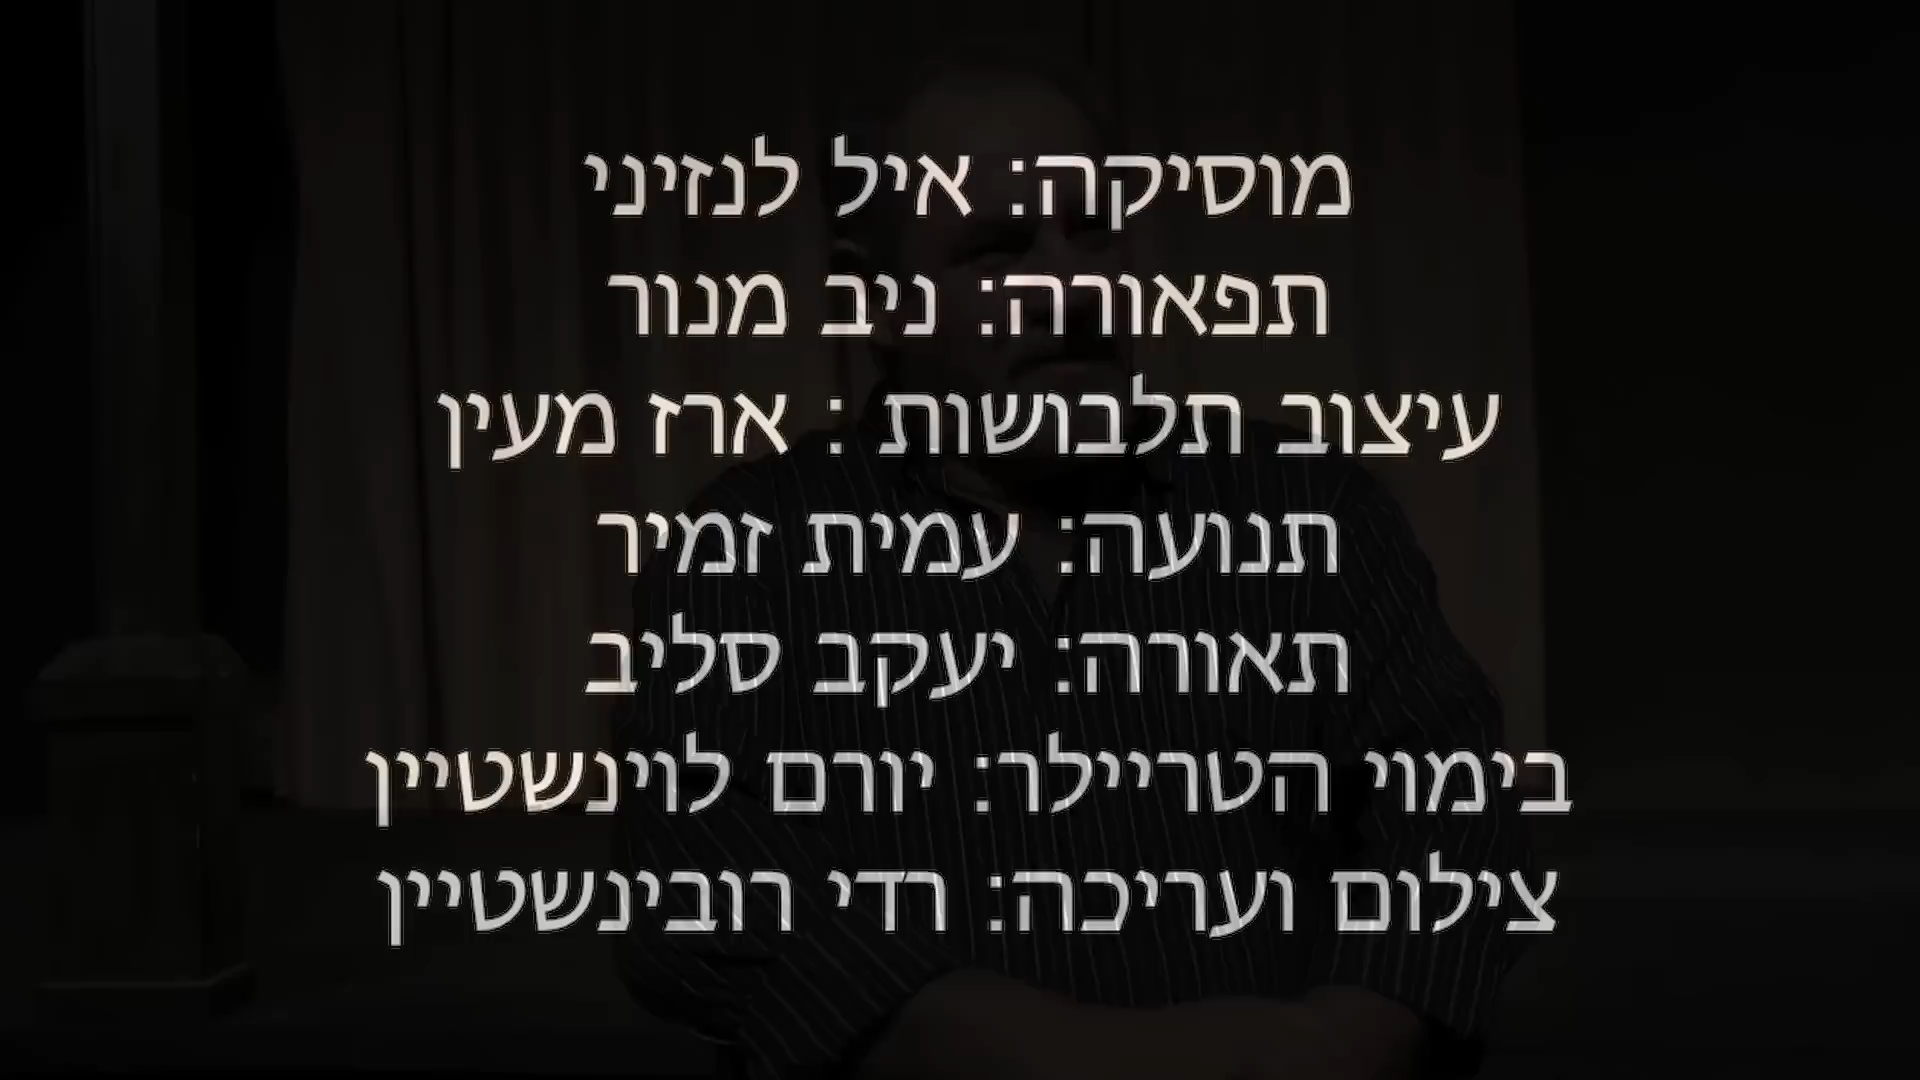 מוסיקה: איל לנזיני
תפאורה: ניב מנור
עיצוב תלבושות : ארז מעין
תנועה: עמית זמיר
תאורה: יעקב סליב
בימוי הטריילר: יורם לוינשטיין
צילום ועריכה: רדי רובינשטיין